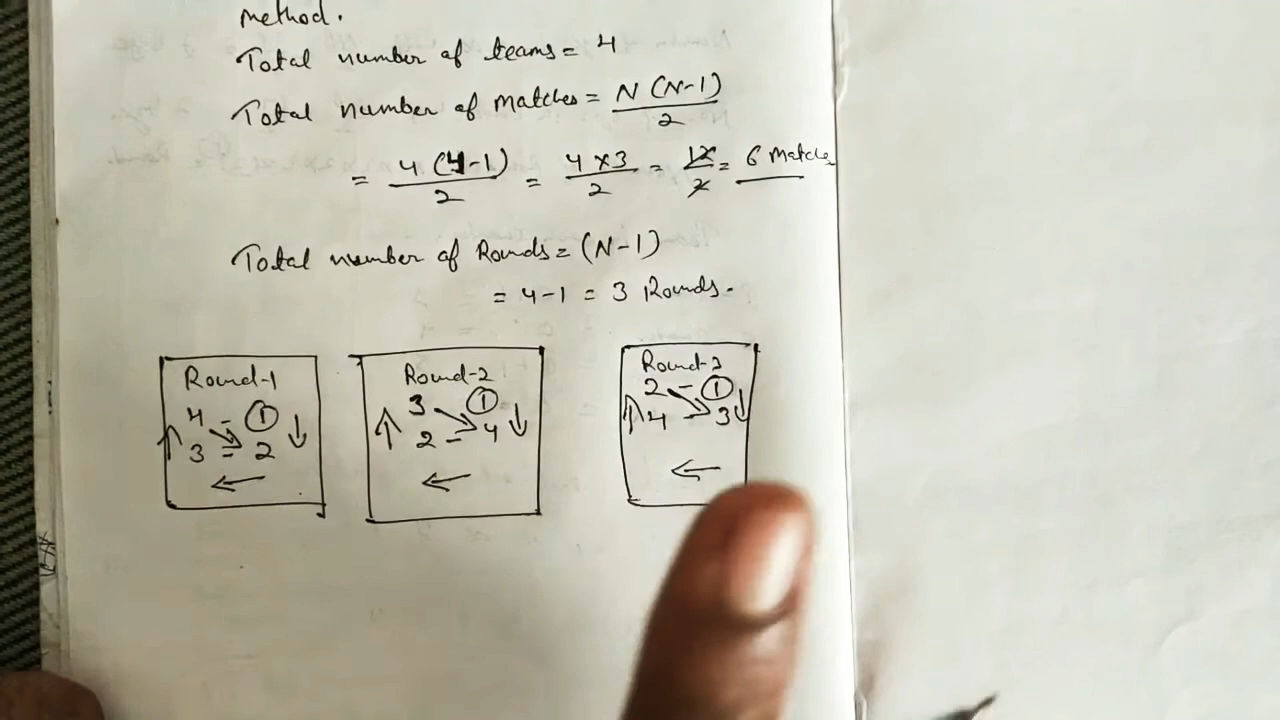 method.
Total number of teams = 4
Total number of matches = N (N-1) / 2
= 4 (4-1) / 2 = 4 x 3 / 2 = 12 / 2 = 6 Matches
Total number of Rounds = (N-1)
= 4-1 = 3 Rounds.
Round-1
4 - 1
3 - 2
Round-2
3 1
2 - 4
Round-3
2 - 1
4 - 3